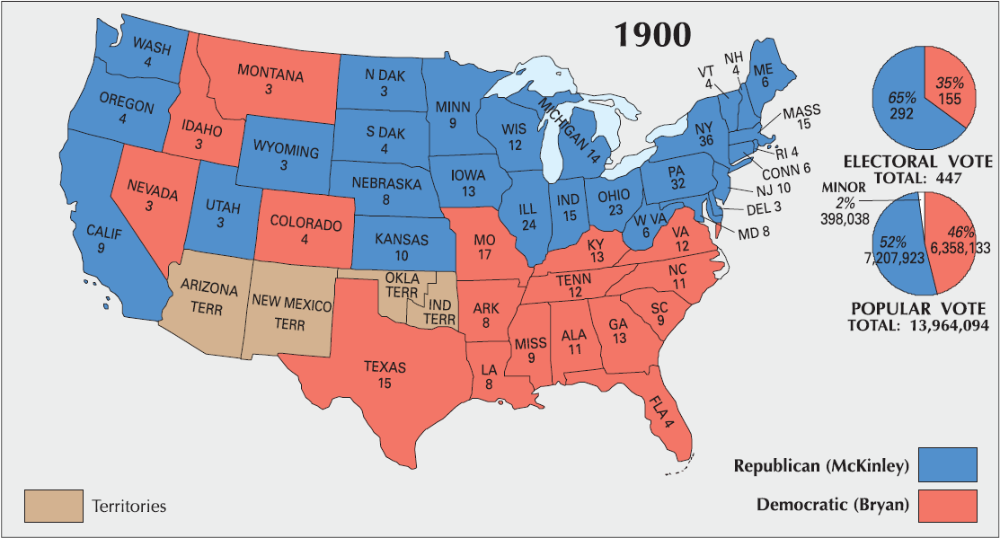 1900
WASH
4
OREGON
4
CALIF
9
NEVADA
3
IDAHO
3
MONTANA
3
WYOMING
3
UTAH
3
COLORADO
4
ARIZONA
TERR
NEW MEXICO
TERR
N DAK
3
S DAK
4
NEBRASKA
8
KANSAS
10
OKLA
TERR
IND
TERR
TEXAS
15
MINN
9
IOWA
13
MO
17
ARK
8
LA
8
WIS
12
ILL
24
MICHIGAN 14
IND
15
OHIO
23
KY
13
TENN
12
MISS
9
ALA
11
GA
13
FLA 4
SC
9
NC
11
VA
12
W VA
6
PA
32
NY
36
VT
4
NH
4
ME
6
MASS
15
RI 4
CONN 6
NJ 10
DEL 3
MD 8
65%
292
35%
155
ELECTORAL VOTE
TOTAL: 447
MINOR
2%
398,038
52%
7,207,923
46%
6,358,133
POPULAR VOTE
TOTAL: 13,964,094
Republican (McKinley)
Democratic (Bryan)
Territories